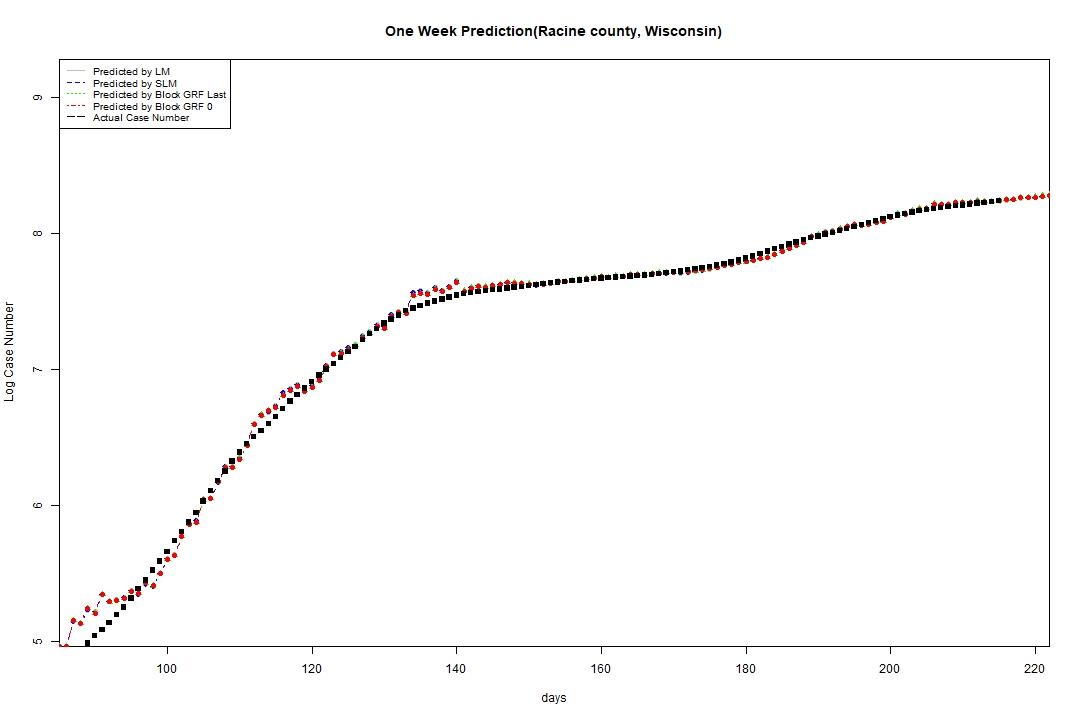 One Week Prediction(Racine county, Wisconsin)
Predicted by LM
Predicted by SLM
Predicted by Block GRF Last
Predicted by Block GRF 0
Actual Case Number
Log Case Number
9
8
7
6
5
100 120 140 160 180 200 220
days